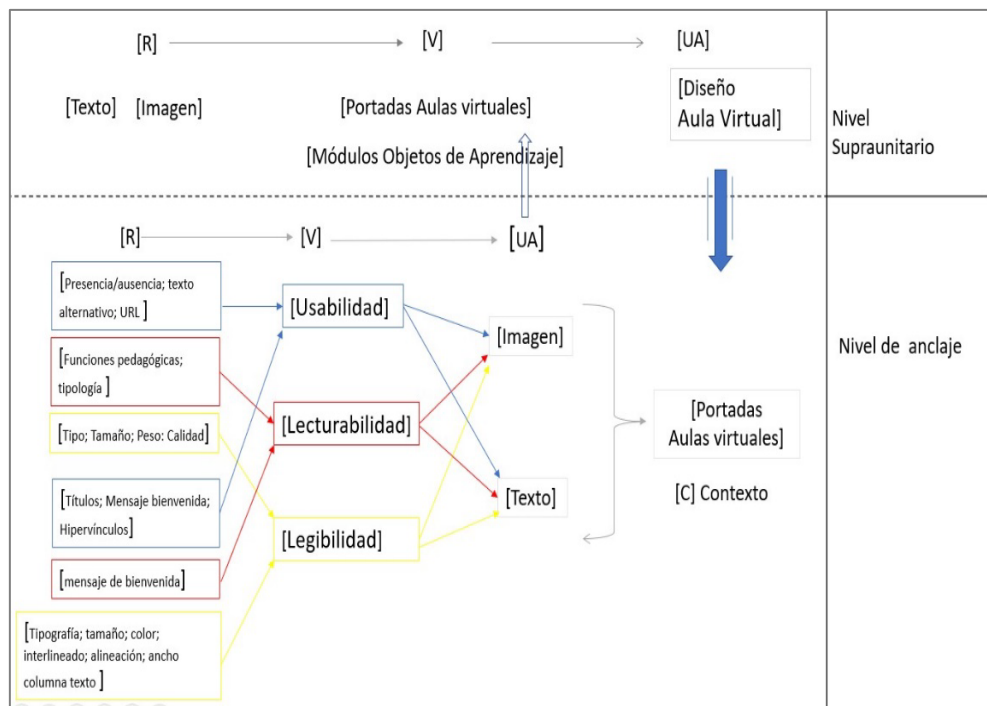 [R] [V] [UA]
[Texto] [Imagen]
[Portadas Aulas virtuales]
[Módulos Objetos de Aprendizaje]
[Diseño
Aula Virtual]
Nivel
Supraunitario
[R] [V] [UA]
[Presencia/ausencia; texto
alternativo; URL ]
[Funciones pedagógicas;
tipología]
[Tipo; Tamaño; Peso: Calidad]
[Títulos; Mensaje bienvenida;
Hipervínculos]
[mensaje de bienvenida]
[Tipografía; tamaño; color;
interlineado; alineación; ancho
columna texto ]
[Usabilidad]
[Lecturabilidad]
[Legibilidad]
[Imagen]
[Texto]
[Portadas
Aulas virtuales]
[C] Contexto
Nivel de anclaje